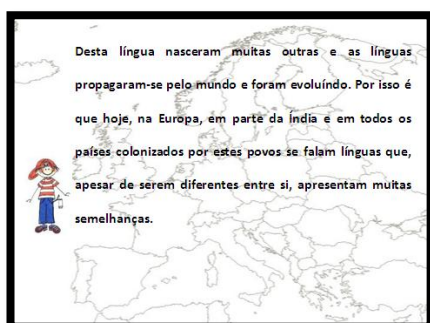 Desta língua nasceram muitas outras e as línguas
propagaram-se pelo mundo e foram evoluíndo. Por isso é
que hoje, na Europa, em parte da Índia e em todos os
países colonizados por estes povos se falam línguas que,
apesar de serem diferentes entre si, apresentam muitas
semelhanças.